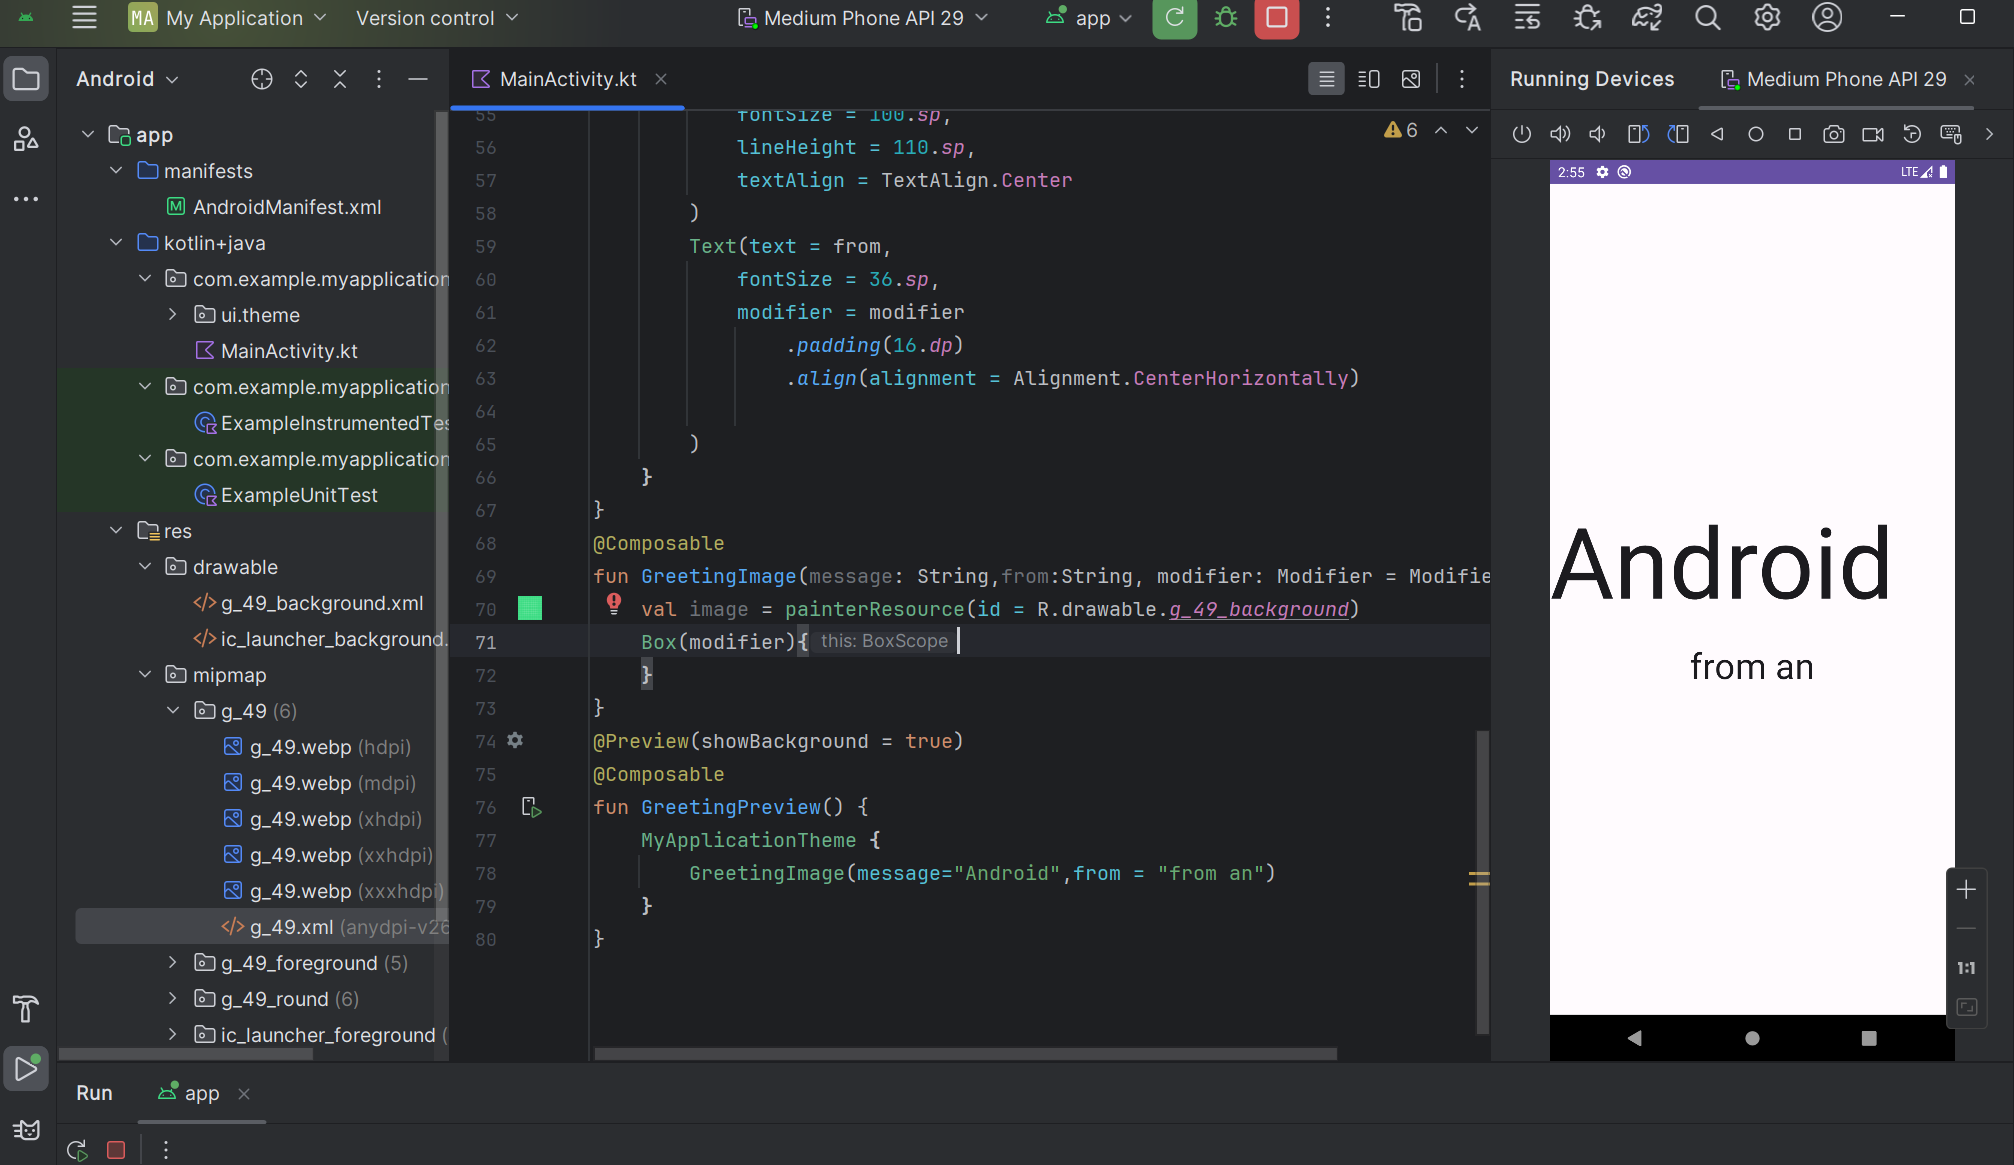 MA My Application Version control Medium Phone API 29 app
Android
MainActivity.kt
Running Devices Medium Phone API 29
app
manifests
AndroidManifest.xml
kotlin+java
com.example.myapplication
ui.theme
MainActivity.kt
com.example.myapplication
ExampleInstrumentedTes
com.example.myapplication
ExampleUnitTest
res
drawable
g_49_background.xml
ic_launcher_background.
mipmap
g_49 (6)
g_49.webp (hdpi)
g_49.webp (mdpi)
g_49.webp (xhdpi)
g_49.webp (xxhdpi)
g_49.webp (xxxhdpi)
g_49.xml (anydpi-v26
g_49_foreground (5)
g_49_round (6)
ic_launcher_foreground (
6
55 fontSize = 100.sp,
56 lineHeight = 110.sp,
57 textAlign = TextAlign.Center
58 )
59 Text(text = from,
60 fontSize = 36.sp,
61 modifier = modifier
62 .padding(16.dp)
63 .align(alignment = Alignment.CenterHorizontally)
64
65 )
66 }
67 }
68 @Composable
69 fun GreetingImage(message: String,from:String, modifier: Modifier = Modifie
70 val image = painterResource(id = R.drawable.g_49_background)
71 Box(modifier){ this: BoxScope
72 }
73 }
74 @Preview(showBackground = true)
75 @Composable
76 fun GreetingPreview() {
77 MyApplicationTheme {
78 GreetingImage(message="Android",from = "from an")
79 }
80 }
2:55 LTE
Android
from an
1:1
Run app